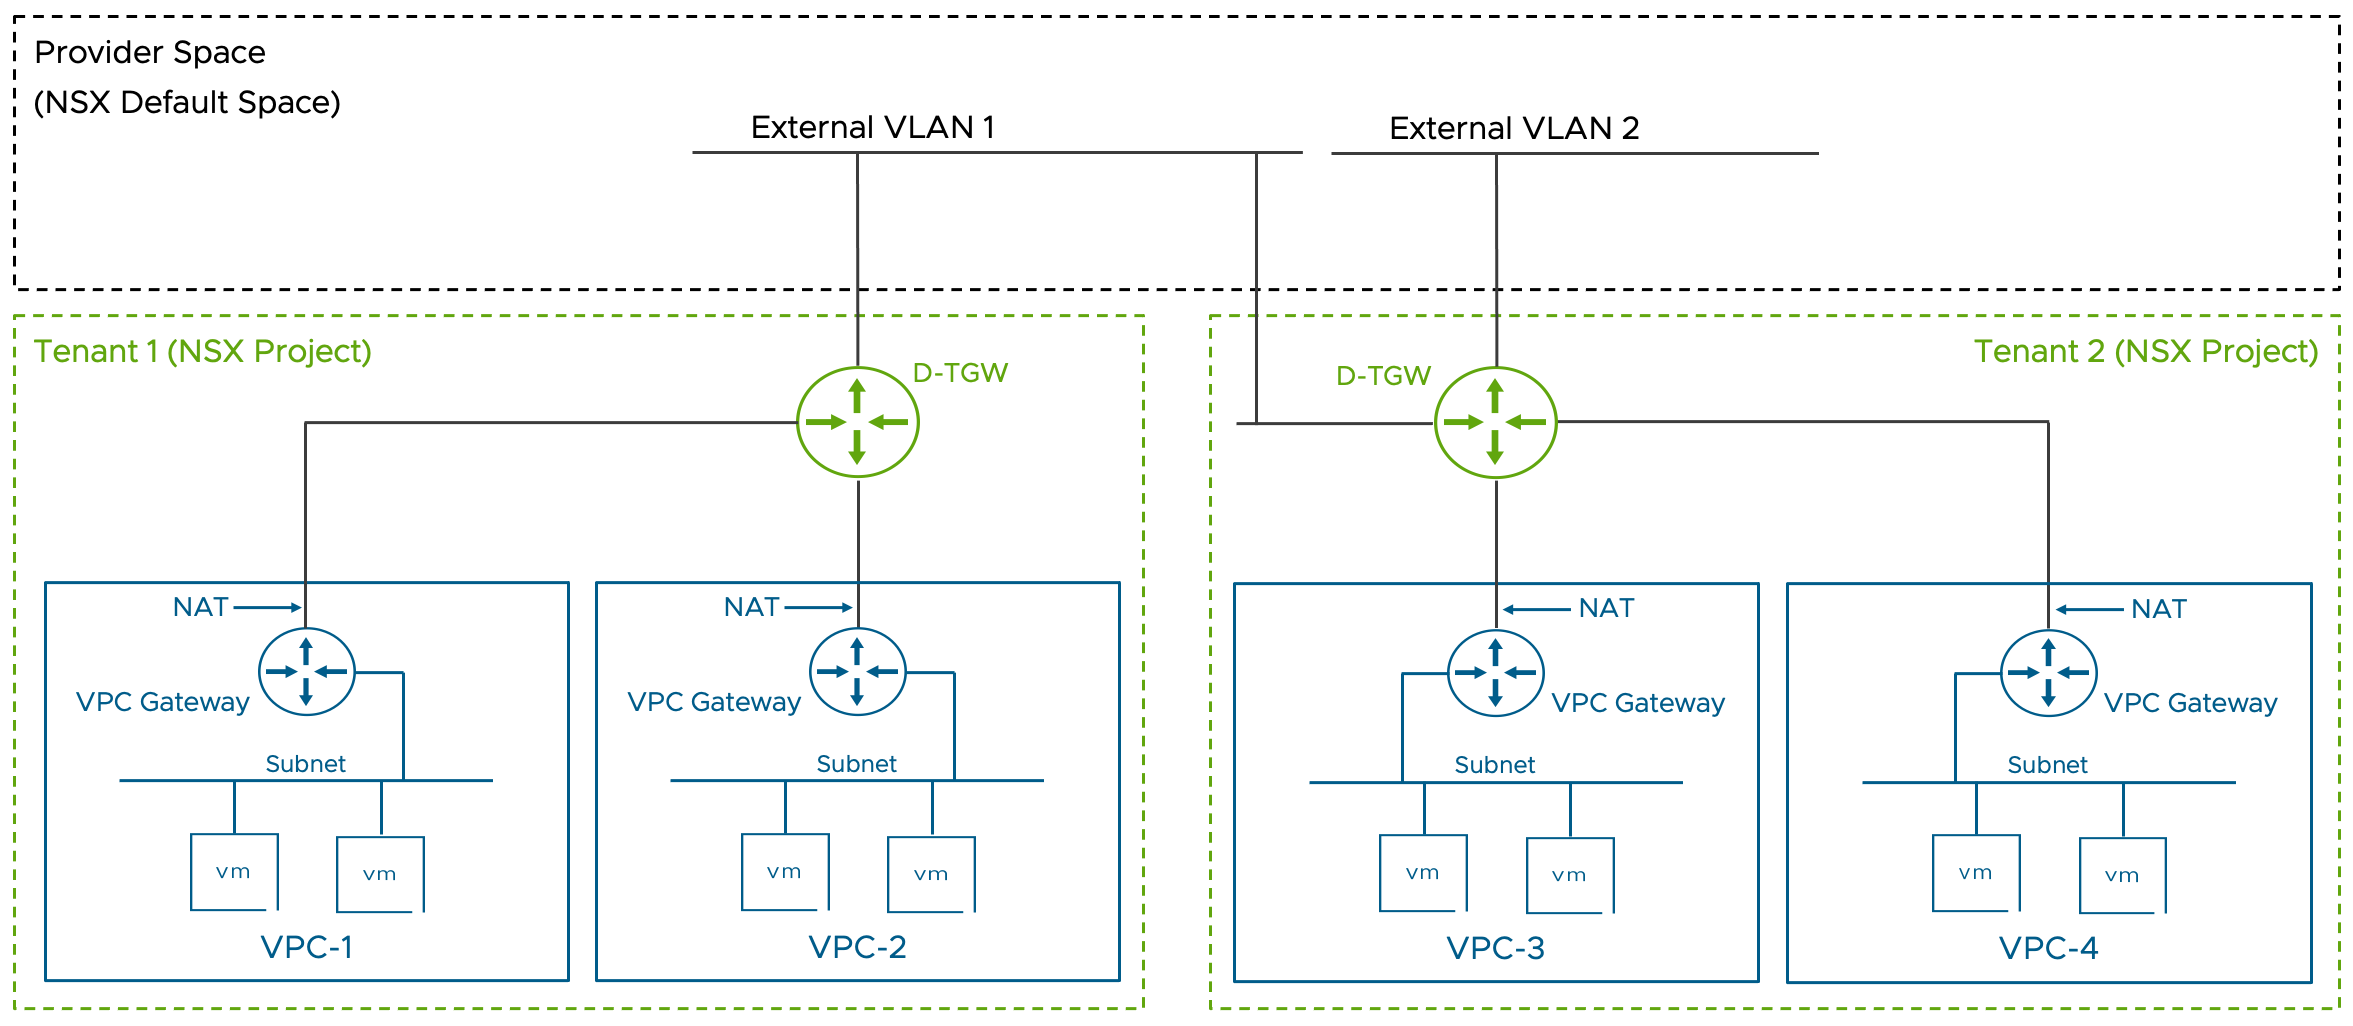 Provider Space
(NSX Default Space)
External VLAN 1
External VLAN 2
Tenant 1 (NSX Project)
D-TGW
D-TGW
Tenant 2 (NSX Project)
NAT
VPC Gateway
Subnet
vm
vm
VPC-1
NAT
VPC Gateway
Subnet
vm
vm
VPC-2
NAT
VPC Gateway
Subnet
vm
vm
VPC-3
NAT
VPC Gateway
Subnet
vm
vm
VPC-4